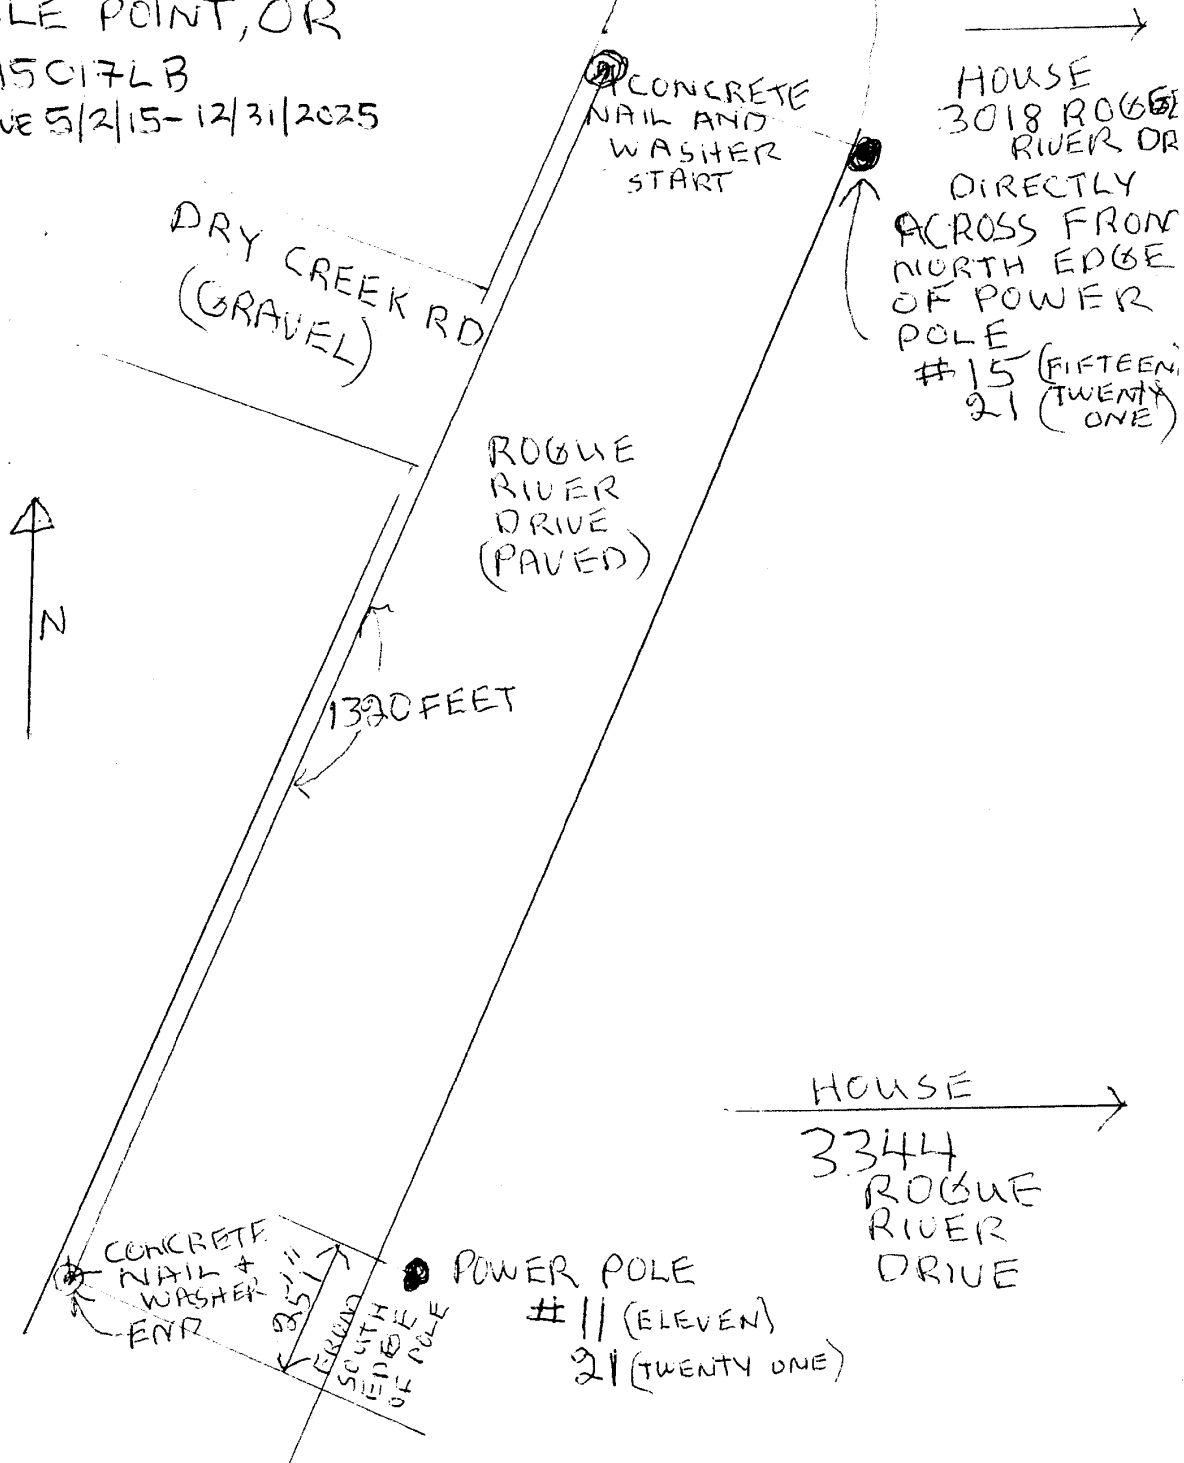 LE POINT, OR
15017LB
VE 5/2/15-12/31/2025
CONCRETE
NAIL AND
WASHER
START
HOUSE
3018 ROGUE
RIVER DR
DIRECTLY
ACROSS FROM
NORTH EDGE
OF POWER
POLE
#15 (FIFTEEN)
21 (TWENTY
ONE)
DRY CREEK RD
(GRAVEL)
ROGUE
RIVER
DRIVE
(PAVED)
N
1320 FEET
HOUSE
3344
ROGUE
RIVER
DRIVE
CONCRETE
NAIL +
WASHER
END
FROM
SOUTH
EDGE
OF POLE
POWER POLE
#11 (ELEVEN)
21 (TWENTY ONE)